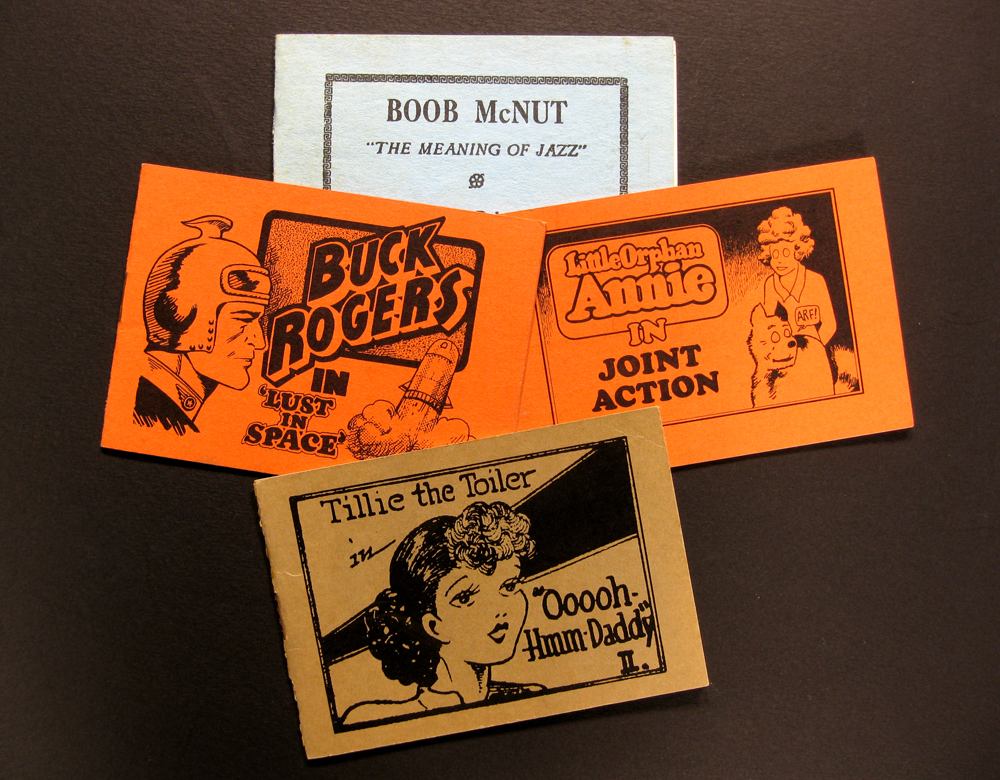 BOOB McNUT
"THE MEANING OF JAZZ"
BUCK
ROGERS
IN
'LUST
IN
SPACE'
Little Orphan
Annie
IN
JOINT
ACTION
ARF!
Tillie the Toiler
in
"Ooooh-
Hmm-Daddy"
II.